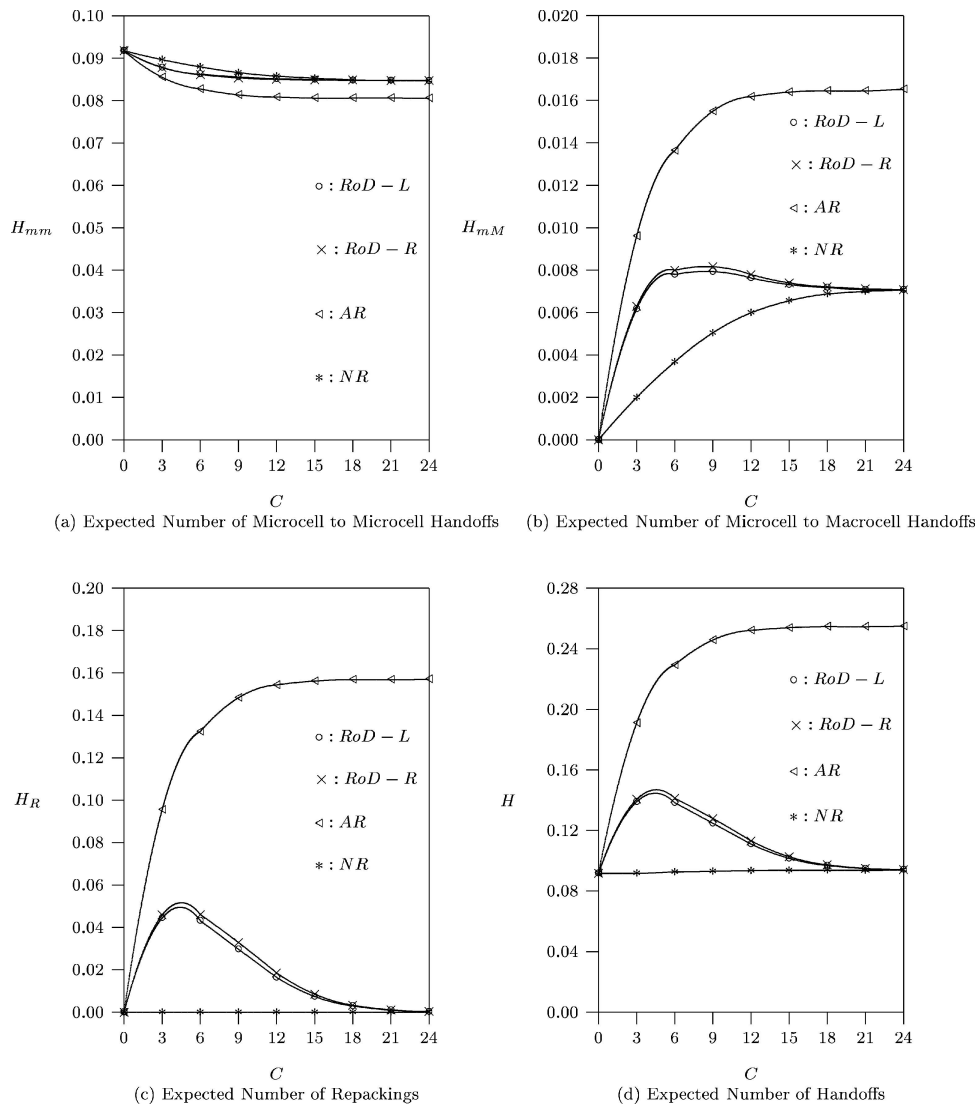 0.10
0.09
0.08
0.07
0.06
0.05
0.04
0.03
0.02
0.01
0.00
H_mm
○ : RoD − L
× : RoD − R
◁ : AR
* : NR
0 3 6 9 12 15 18 21 24
C
(a) Expected Number of Microcell to Microcell Handoffs
0.020
0.018
0.016
0.014
0.012
0.010
0.008
0.006
0.004
0.002
0.000
H_mM
○ : RoD − L
× : RoD − R
◁ : AR
* : NR
0 3 6 9 12 15 18 21 24
C
(b) Expected Number of Microcell to Macrocell Handoffs
0.20
0.18
0.16
0.14
0.12
0.10
0.08
0.06
0.04
0.02
0.00
H_R
○ : RoD − L
× : RoD − R
◁ : AR
* : NR
0 3 6 9 12 15 18 21 24
C
(c) Expected Number of Repackings
0.28
0.24
0.20
0.16
0.12
0.08
0.04
0.00
H
○ : RoD − L
× : RoD − R
◁ : AR
* : NR
0 3 6 9 12 15 18 21 24
C
(d) Expected Number of Handoffs